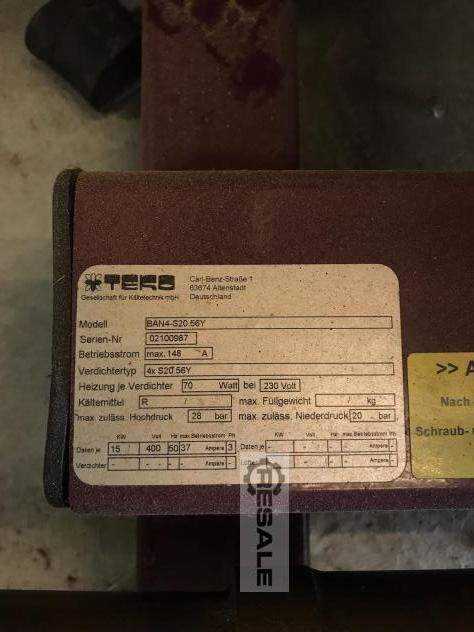 TEKO
Gesellschaft für Kältetechnik mbH
Carl-Benz-Straße 1
63674 Altenstadt
Deutschland
Modell BAN4-S20.56Y
Serien-Nr 02100987
Betriebsstrom max. 148 A
Verdichtertyp 4x S20.56Y
Heizung je Verdichter 70 Watt bei 230 Volt
Kältemittel R / max. Füllgewicht / kg
max. zuläss. Hochdruck 28 bar max. zuläss. Niederdruck 20 bar
KW Volt Hz max Betriebsstrom Ph KW Volt Hz max. Betriebsstrom Ph
Daten je 15 400 50 37 Ampere 3 Daten je - - - - Ampere -
Verdichter - - - - Ampere - Lüfter - - - - Ampere -
>> A
Nach
Schraub- u
RESALE